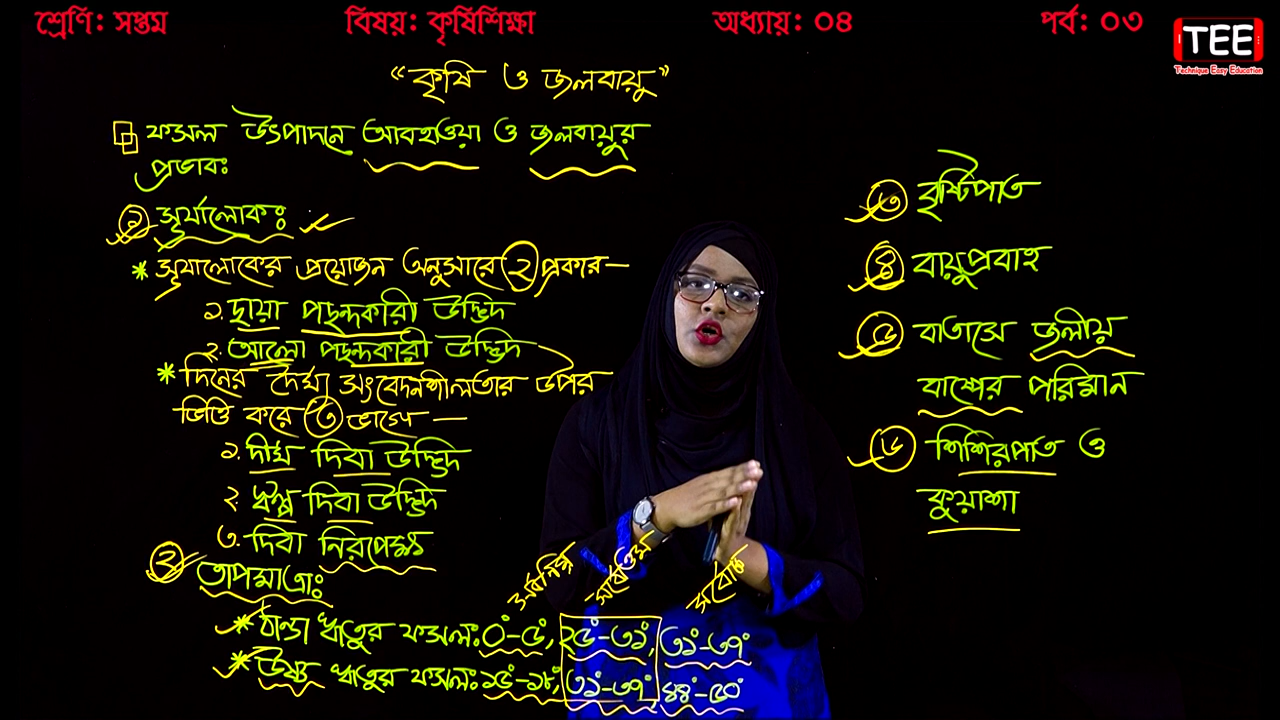 শ্রেণি: সপ্তম বিষয়: কৃষিশিক্ষা অধ্যায়: ০৪ পর্ব: ০৩
TEE
Technique Easy Education
“কৃষি ও জলবায়ু”
ফসল উৎপাদনে আবহাওয়া ও জলবায়ুর
প্রভাবঃ
১ সূর্যালোকঃ
* সূর্যালোকের প্রয়োজন অনুসারে ২ প্রকার—
১. ছায়া পছন্দকারী উদ্ভিদ
২. আলো পছন্দকারী উদ্ভিদ
* দিনের দৈর্ঘ্য সংবেদনশীলতার উপর
ভিত্তি করে ৩ ভাগে —
১. দীর্ঘ দিবা উদ্ভিদ
২. স্বল্প দিবা উদ্ভিদ
৩. দিবা নিরপেক্ষ
২ তাপমাত্রাঃ
সর্বনিম্ন সর্বোত্তম সর্বোচ্চ
* ঠান্ডা ঋতুর ফসলঃ ০°-৫°, ২৫°-৩১°, ৩১°-৩৭°
* উষ্ণ ঋতুর ফসলঃ ১৫°-১৮°, ৩১°-৩৭° ৪৪°-৫০°
৩ বৃষ্টিপাত
৪ বায়ুপ্রবাহ
৫ বাতাসে জলীয়
বাষ্পের পরিমান
৬ শিশিরপাত ও
কুয়াশা